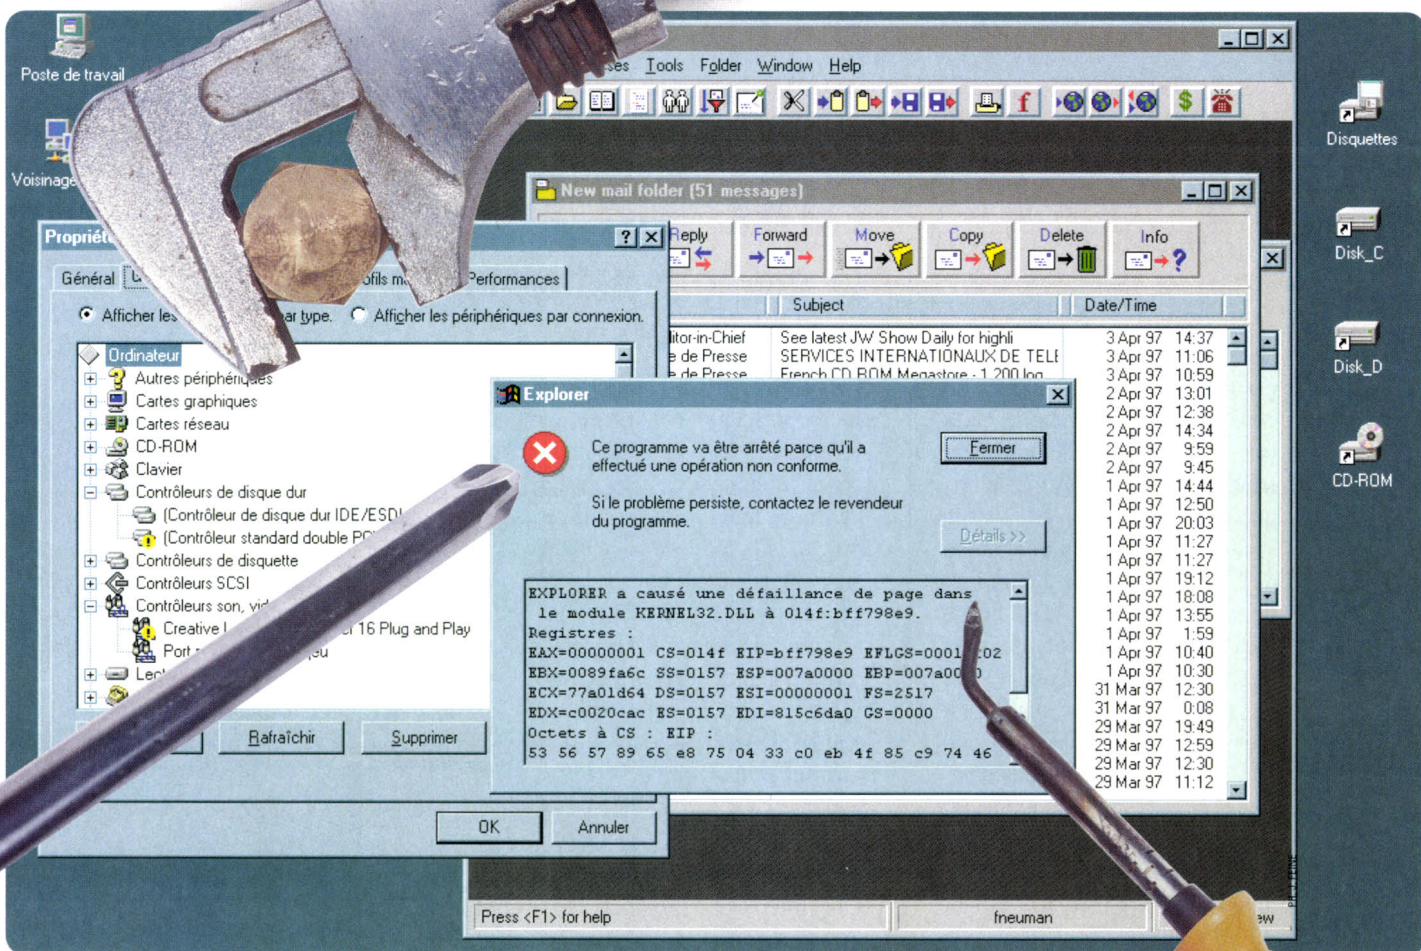 Poste de travail
Voisinage
Tools Folder Window Help
New mail folder (51 messages)
Reply Forward Move Copy Delete Info
Subject Date/Time
See latest JW Show Daily for highli 3 Apr 97 14:37
de Presse SERVICES INTERNATIONAUX DE TELE 3 Apr 97 11:06
de Presse French CD ROM Megastore - 1 200 log 3 Apr 97 10:59
2 Apr 97 13:01
2 Apr 97 12:38
2 Apr 97 14:34
2 Apr 97 9:59
2 Apr 97 9:45
1 Apr 97 14:44
1 Apr 97 12:50
1 Apr 97 20:03
1 Apr 97 11:27
1 Apr 97 11:27
1 Apr 97 19:12
1 Apr 97 18:08
1 Apr 97 13:55
1 Apr 97 1:59
1 Apr 97 10:40
1 Apr 97 10:30
31 Mar 97 12:30
31 Mar 97 0:08
29 Mar 97 19:49
29 Mar 97 12:59
29 Mar 97 12:30
29 Mar 97 11:12
Général Performances
Afficher les par type. Afficher les périphériques par connexion.
Ordinateur
Autres périphériques
Cartes graphiques
Cartes réseau
CD-ROM
Clavier
Contrôleurs de disque dur
(Contrôleur de disque dur IDE/ESDI
(Contrôleur standard double
Contrôleurs de disquette
Contrôleurs SCSI
Contrôleurs son,
Creative 16 Plug and Play
Port
Rafraîchir Supprimer
OK Annuler
Explorer
Ce programme va être arrêté parce qu'il a
effectué une opération non conforme.
Si le problème persiste, contactez le revendeur
du programme.
Fermer
Détails >>
EXPLORER a causé une défaillance de page dans
le module KERNEL32.DLL à 014f:bff798e9.
Registres :
EAX=00000001 CS=014f EIP=bff798e9
EBX=0089fa6c SS=0157 ESP=007a0000
ECX=77a01d64 DS=0157 ESI=00000001 FS=2517
EDX=c0020cac ES=0157 EDI=815c6da0 GS=0000
Octets à CS : EIP :
53 56 57 89 65 e8 75 04 33 c0 eb 4f 85 c9 74 46
Press <F1> for help fneuman
Disquettes
Disk_C
Disk_D
CD-ROM